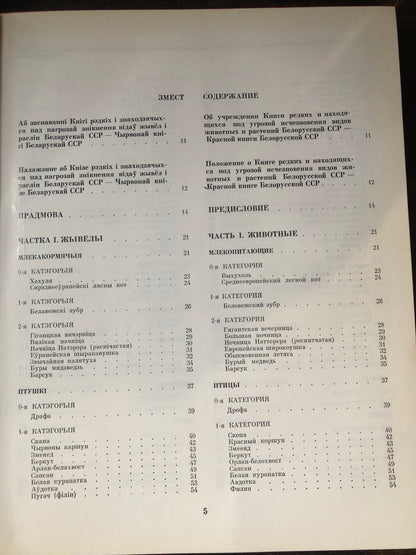 ЗМЕСТ
Аб заснаванні Кнігі рэдкіх і знаходзячых-
ся пад пагрозай знікнення відаў жывёл і
раслін Беларускай ССР — Чырвонай кні-
гі Беларускай ССР 11
Палажэнне аб Кнізе рэдкіх і знаходзячых-
ся пад пагрозай знікнення відаў жывёл і
раслін Беларускай ССР — Чырвонай кні-
зе Беларускай ССР 12
ПРАДМОВА 14
ЧАСТКА I. ЖЫВЁЛЫ 21
МЛЕКАКОРМЯЧЫЯ 21
0-я КАТЭГОРЫЯ
Хахуля 23
Сярэднееўрапейскі лясны кот 24
1-я КАТЭГОРЫЯ
Белавежскі зубр 26
2-я КАТЭГОРЫЯ
Гіганцкая вячэрніца 28
Вялікая начніца 29
Начніца Натэрэра (раснічастая) 30
Еўрапейская шыракавушка 31
Звычайная палятуха 32
Буры мядзведзь 34
Барсук 35
ПТУШКІ 37
0-я КАТЭГОРЫЯ
Драфа 39
1-я КАТЭГОРЫЯ
Скапа 40
Чырвоны каршун 42
Змеяед 43
Беркут 45
Арлан-белахвост 47
Сапсан 51
Белая курапатка 53
Аўдотка 54
Пугач (філін)
СОДЕРЖАНИЕ
Об учреждении Книги редких и находя-
щихся под угрозой исчезновения видов
животных и растений Белорусской ССР —
Красной книги Белорусской ССР 11
Положение о Книге редких и находящих-
ся под угрозой исчезновения видов жи-
вотных и растений Белорусской ССР —
Красной книге Белорусской ССР 12
ПРЕДИСЛОВИЕ 14
ЧАСТЬ I. ЖИВОТНЫЕ 21
МЛЕКОПИТАЮЩИЕ 21
0-я КАТЕГОРИЯ
Выхухоль 23
Среднеевропейский лесной кот 24
1-я КАТЕГОРИЯ
Беловежский зубр 26
2-я КАТЕГОРИЯ
Гигантская вечерница 28
Большая ночница 29
Ночница Наттерера (реснитчатая) 30
Европейская широкоушка 31
Обыкновенная летяга 32
Бурый медведь 34
Барсук 35
ПТИЦЫ 37
0-я КАТЕГОРИЯ
Дрофа 39
1-я КАТЕГОРИЯ
Скопа 40
Красный коршун 42
Змееяд 43
Беркут 45
Орлан-белохвост 47
Сапсан 51
Белая куропатка 53
Авдотка 54
Филин
5